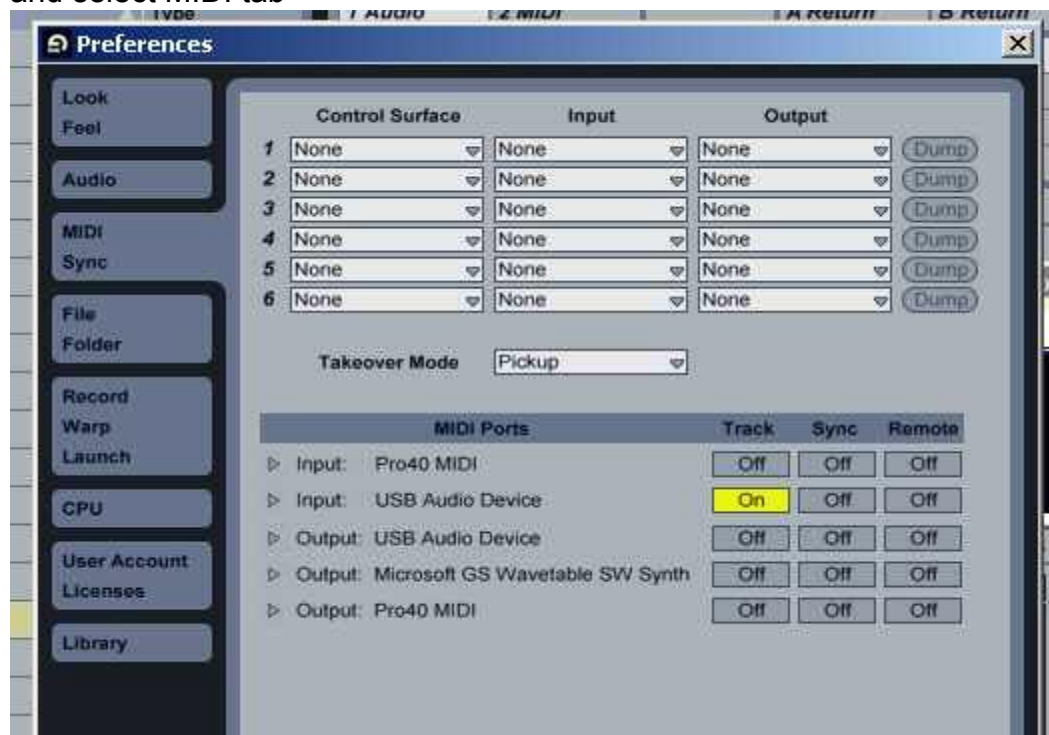 and select MIDI tab
Type 1 Audio 2 MIDI A Return B Return
Preferences
Look
Feel
Audio
MIDI
Sync
File
Folder
Record
Warp
Launch
CPU
User Account
Licenses
Library
Control Surface Input Output
1 None None None Dump
2 None None None Dump
3 None None None Dump
4 None None None Dump
5 None None None Dump
6 None None None Dump
Takeover Mode Pickup
MIDI Ports Track Sync Remote
Input: Pro40 MIDI Off Off Off
Input: USB Audio Device On Off Off
Output: USB Audio Device Off Off Off
Output: Microsoft GS Wavetable SW Synth Off Off Off
Output: Pro40 MIDI Off Off Off